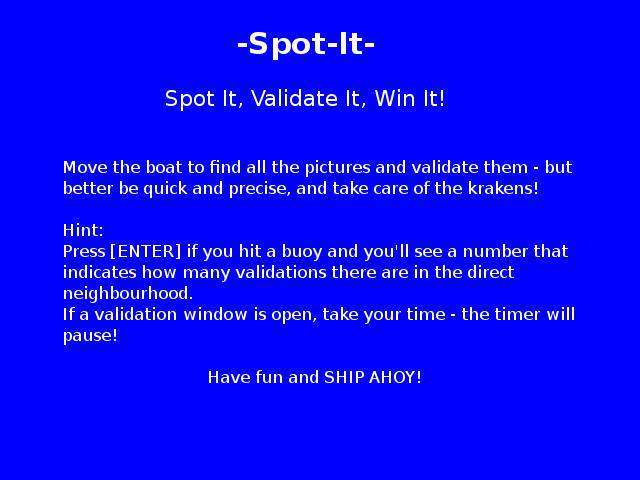 -Spot-It-
Spot It, Validate It, Win It!
Move the boat to find all the pictures and validate them - but
better be quick and precise, and take care of the krakens!
Hint:
Press [ENTER] if you hit a buoy and you'll see a number that
indicates how many validations there are in the direct
neighbourhood.
If a validation window is open, take your time - the timer will
pause!
Have fun and SHIP AHOY!